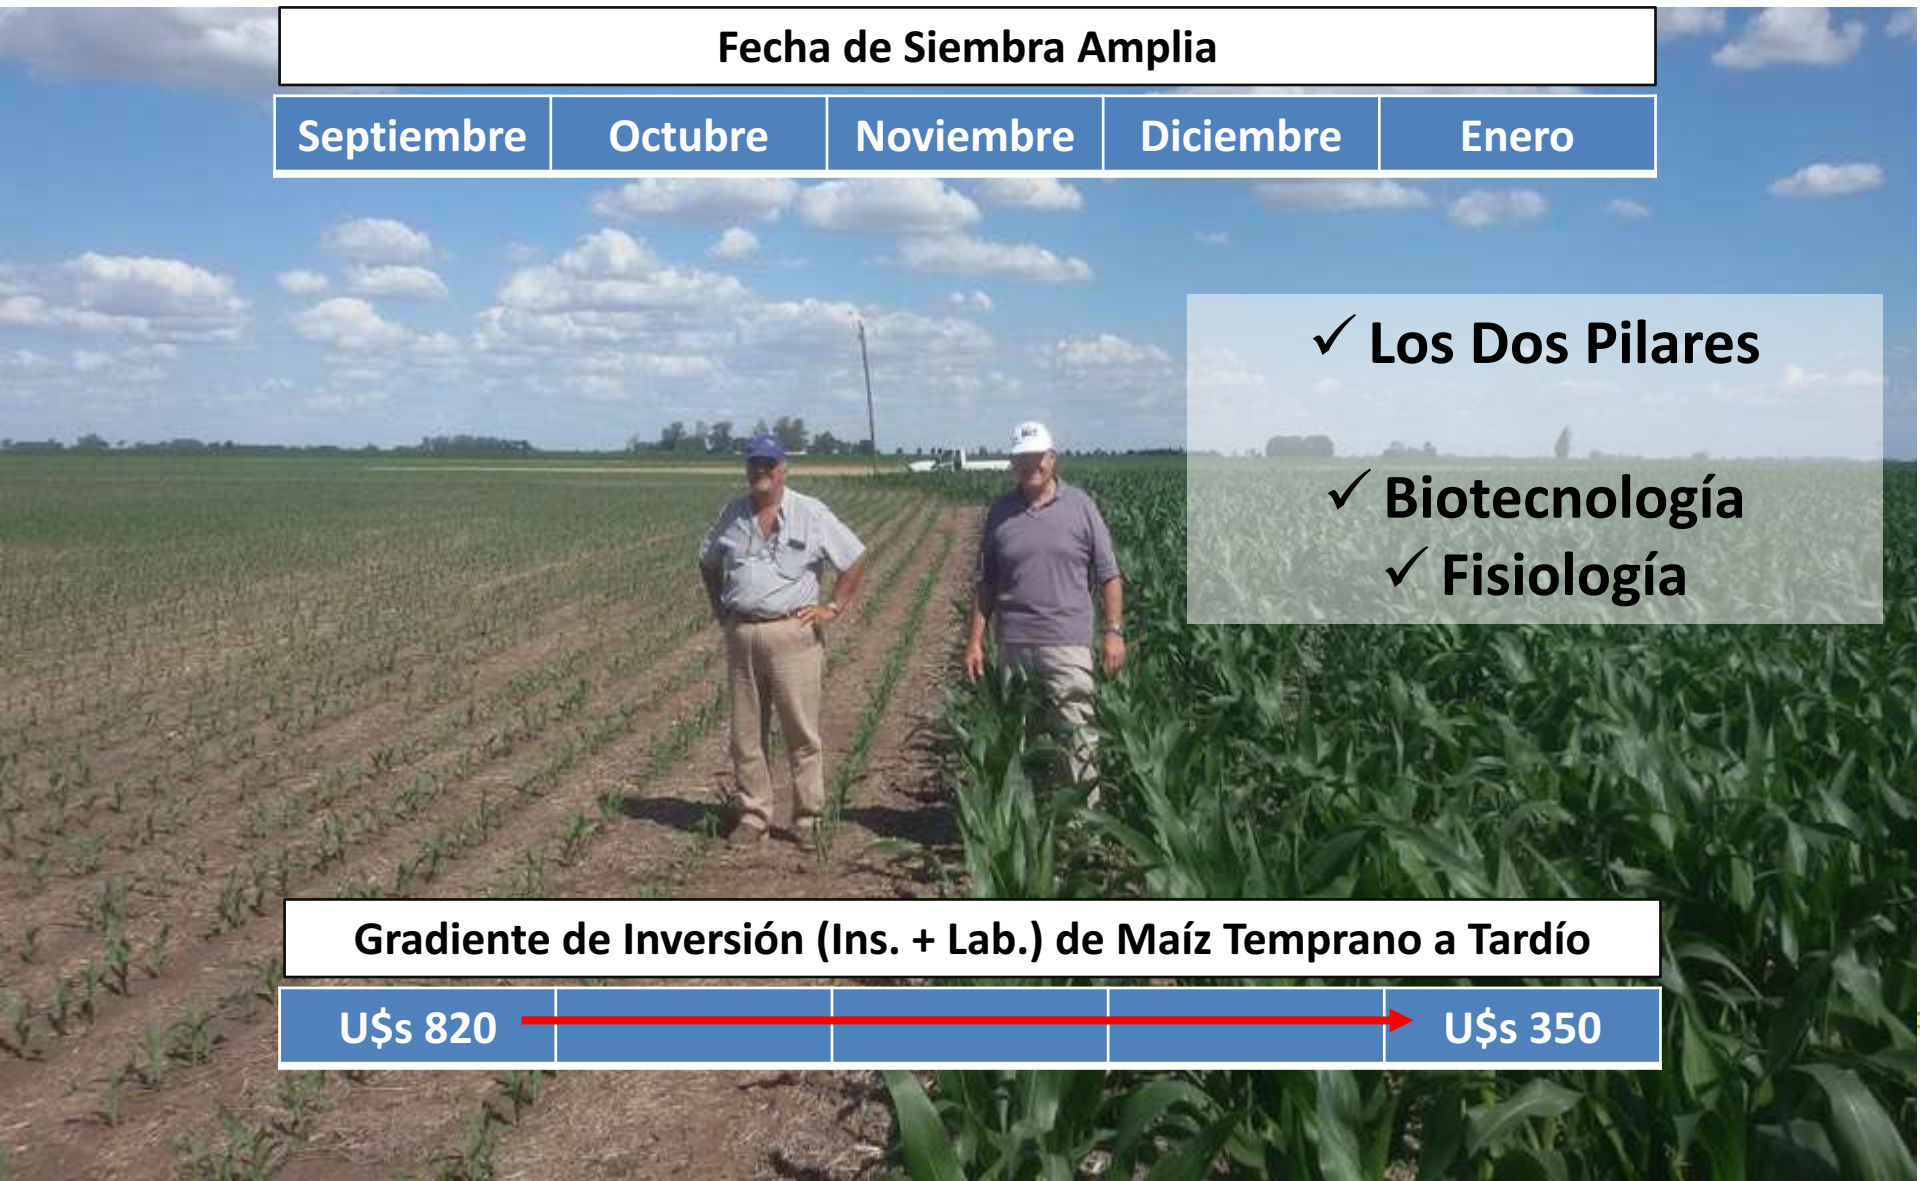 Fecha de Siembra Amplia
Septiembre Octubre Noviembre Diciembre Enero
✓ Los Dos Pilares
✓ Biotecnología
✓ Fisiología
Gradiente de Inversión (Ins. + Lab.) de Maíz Temprano a Tardío
U$s 820 U$s 350